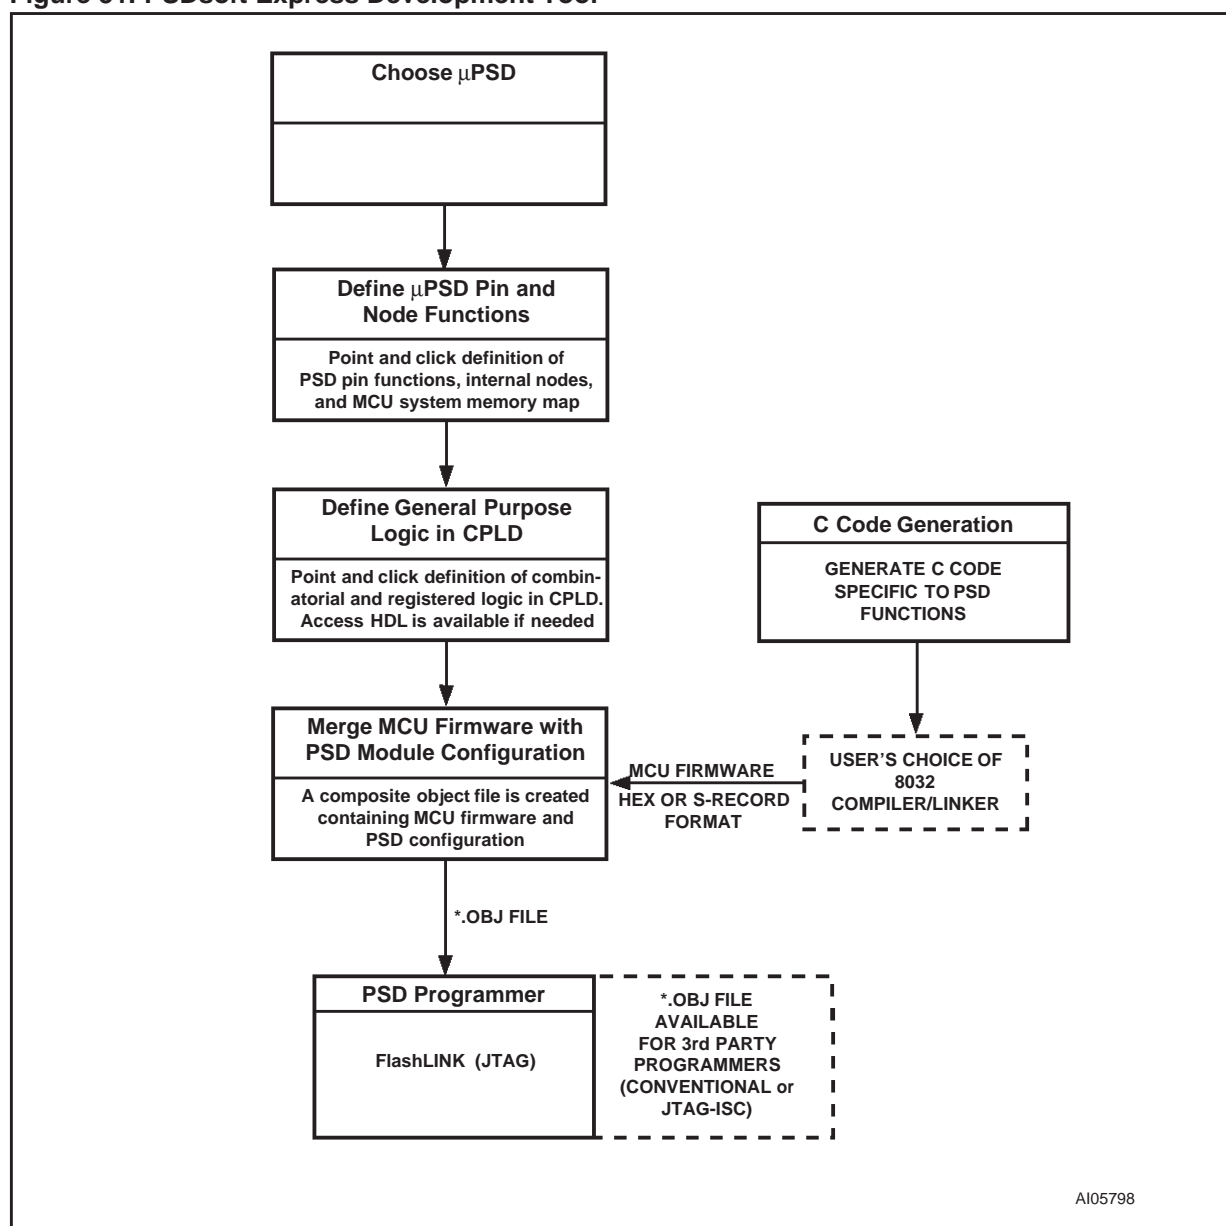 Choose μPSD
Define μPSD Pin and
Node Functions
Point and click definition of
PSD pin functions, internal nodes,
and MCU system memory map
Define General Purpose
Logic in CPLD
Point and click definition of combin-
atorial and registered logic in CPLD.
Access HDL is available if needed
C Code Generation
GENERATE C CODE
SPECIFIC TO PSD
FUNCTIONS
Merge MCU Firmware with
PSD Module Configuration
A composite object file is created
containing MCU firmware and
PSD configuration
MCU FIRMWARE
HEX OR S-RECORD
FORMAT
USER’S CHOICE OF
8032
COMPILER/LINKER
*.OBJ FILE
PSD Programmer
FlashLINK (JTAG)
*.OBJ FILE
AVAILABLE
FOR 3rd PARTY
PROGRAMMERS
(CONVENTIONAL or
JTAG-ISC)
AI05798